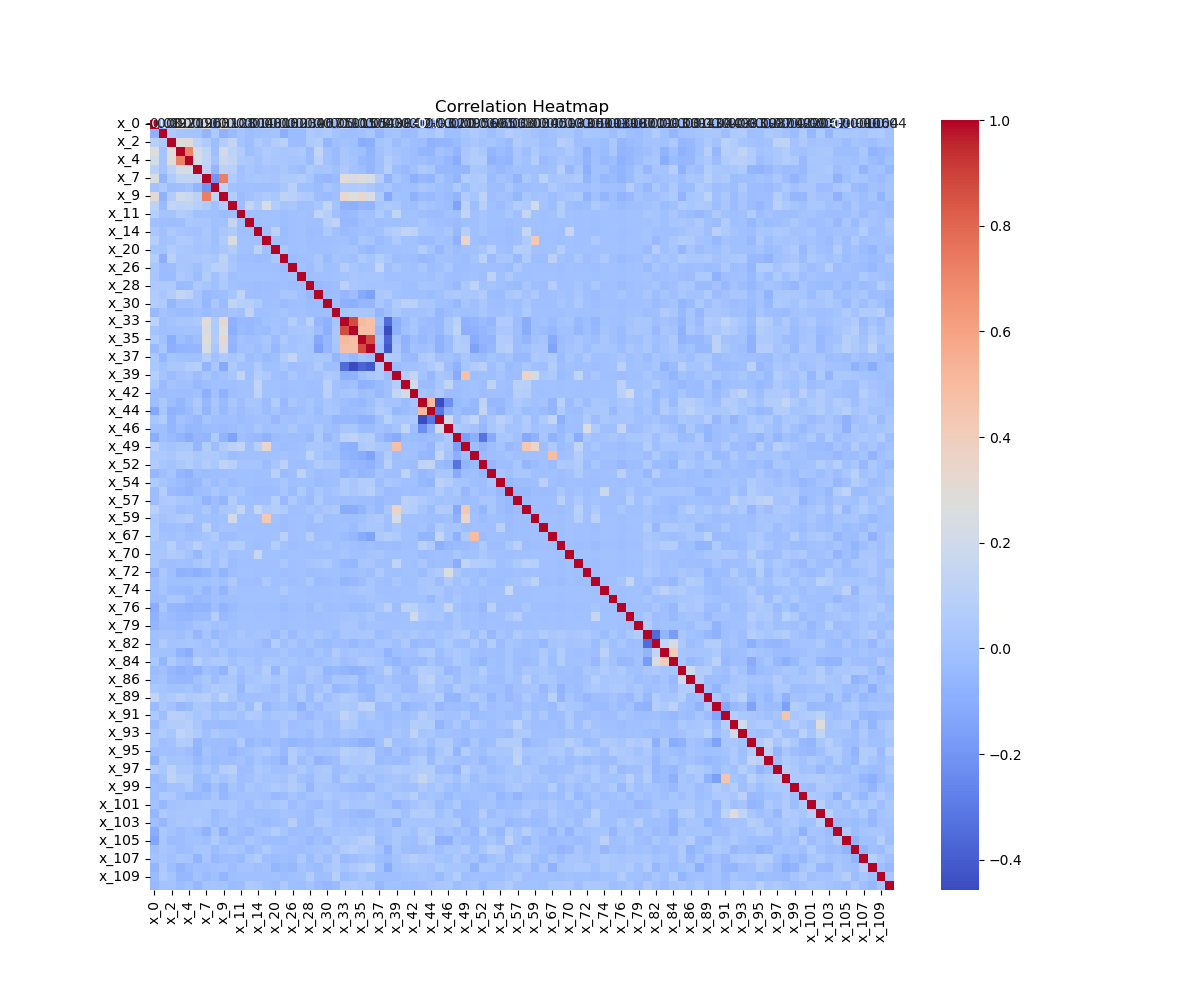 Correlation Heatmap
x_0
x_2
x_4
x_7
x_9
x_11
x_14
x_20
x_26
x_28
x_30
x_33
x_35
x_37
x_39
x_42
x_44
x_46
x_49
x_52
x_54
x_57
x_59
x_67
x_70
x_72
x_74
x_76
x_79
x_82
x_84
x_86
x_89
x_91
x_93
x_95
x_97
x_99
x_101
x_103
x_105
x_107
x_109
x_0 x_2 x_4 x_7 x_9 x_11 x_14 x_20 x_26 x_28 x_30 x_33 x_35 x_37 x_39 x_42 x_44 x_46 x_49 x_52 x_54 x_57 x_59 x_67 x_70 x_72 x_74 x_76 x_79 x_82 x_84 x_86 x_89 x_91 x_93 x_95 x_97 x_99 x_101 x_103 x_105 x_107 x_109
1.0
0.8
0.6
0.4
0.2
0.0
−0.2
−0.4